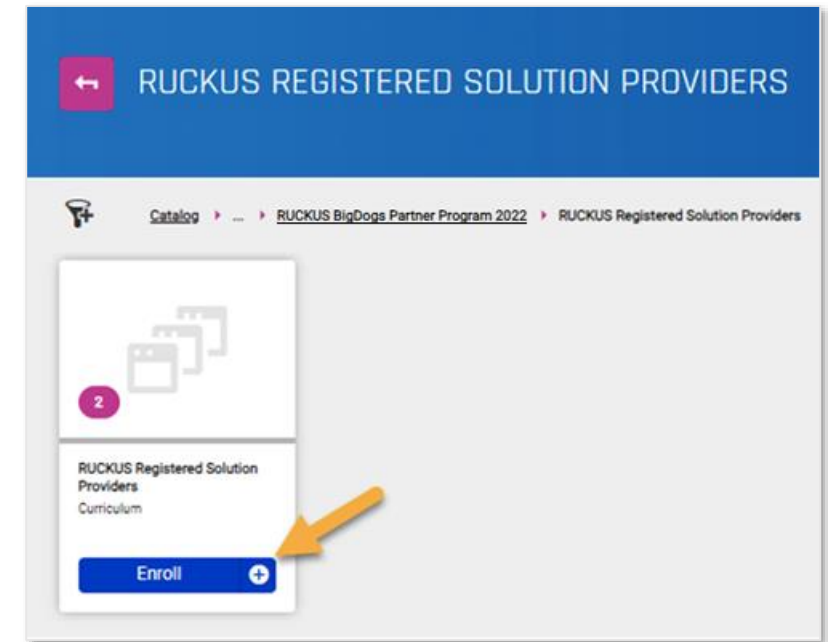 RUCKUS REGISTERED SOLUTION PROVIDERS
Catalog ... RUCKUS BigDogs Partner Program 2022 RUCKUS Registered Solution Providers
2
RUCKUS Registered Solution
Providers
Curriculum
Enroll